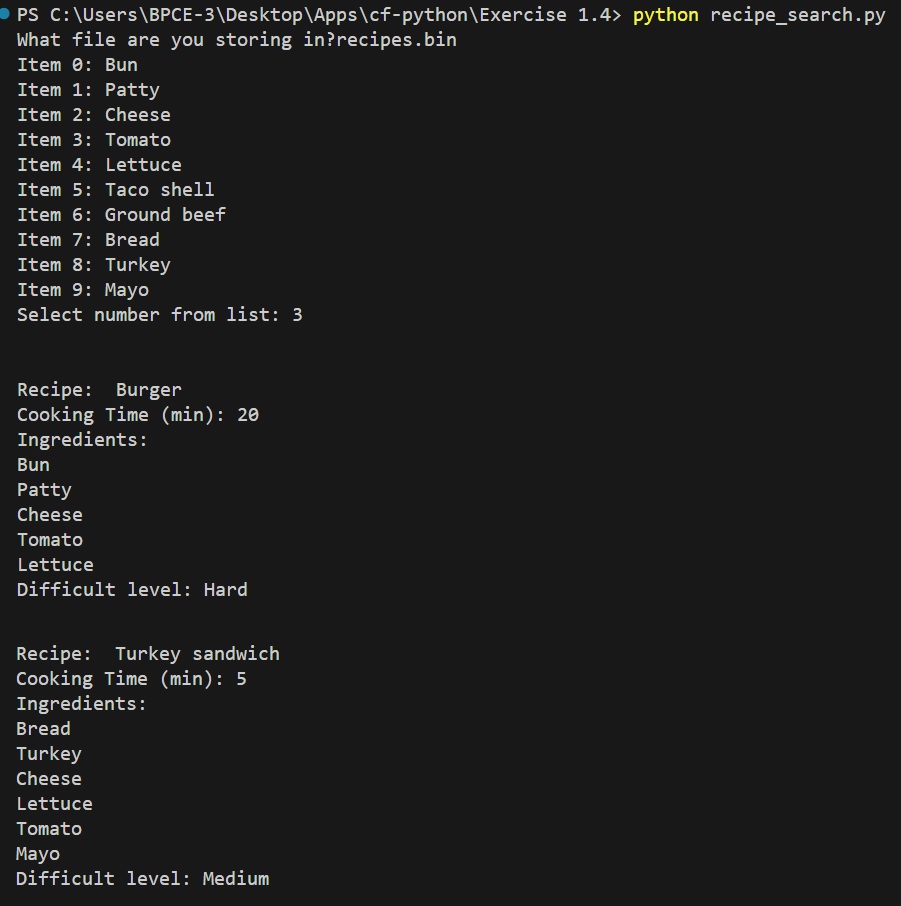 PS C:\Users\BPCE-3\Desktop\Apps\cf-python\Exercise 1.4> python recipe_search.py
What file are you storing in?recipes.bin
Item 0: Bun
Item 1: Patty
Item 2: Cheese
Item 3: Tomato
Item 4: Lettuce
Item 5: Taco shell
Item 6: Ground beef
Item 7: Bread
Item 8: Turkey
Item 9: Mayo
Select number from list: 3
Recipe:  Burger
Cooking Time (min): 20
Ingredients:
Bun
Patty
Cheese
Tomato
Lettuce
Difficult level: Hard
Recipe:  Turkey sandwich
Cooking Time (min): 5
Ingredients:
Bread
Turkey
Cheese
Lettuce
Tomato
Mayo
Difficult level: Medium